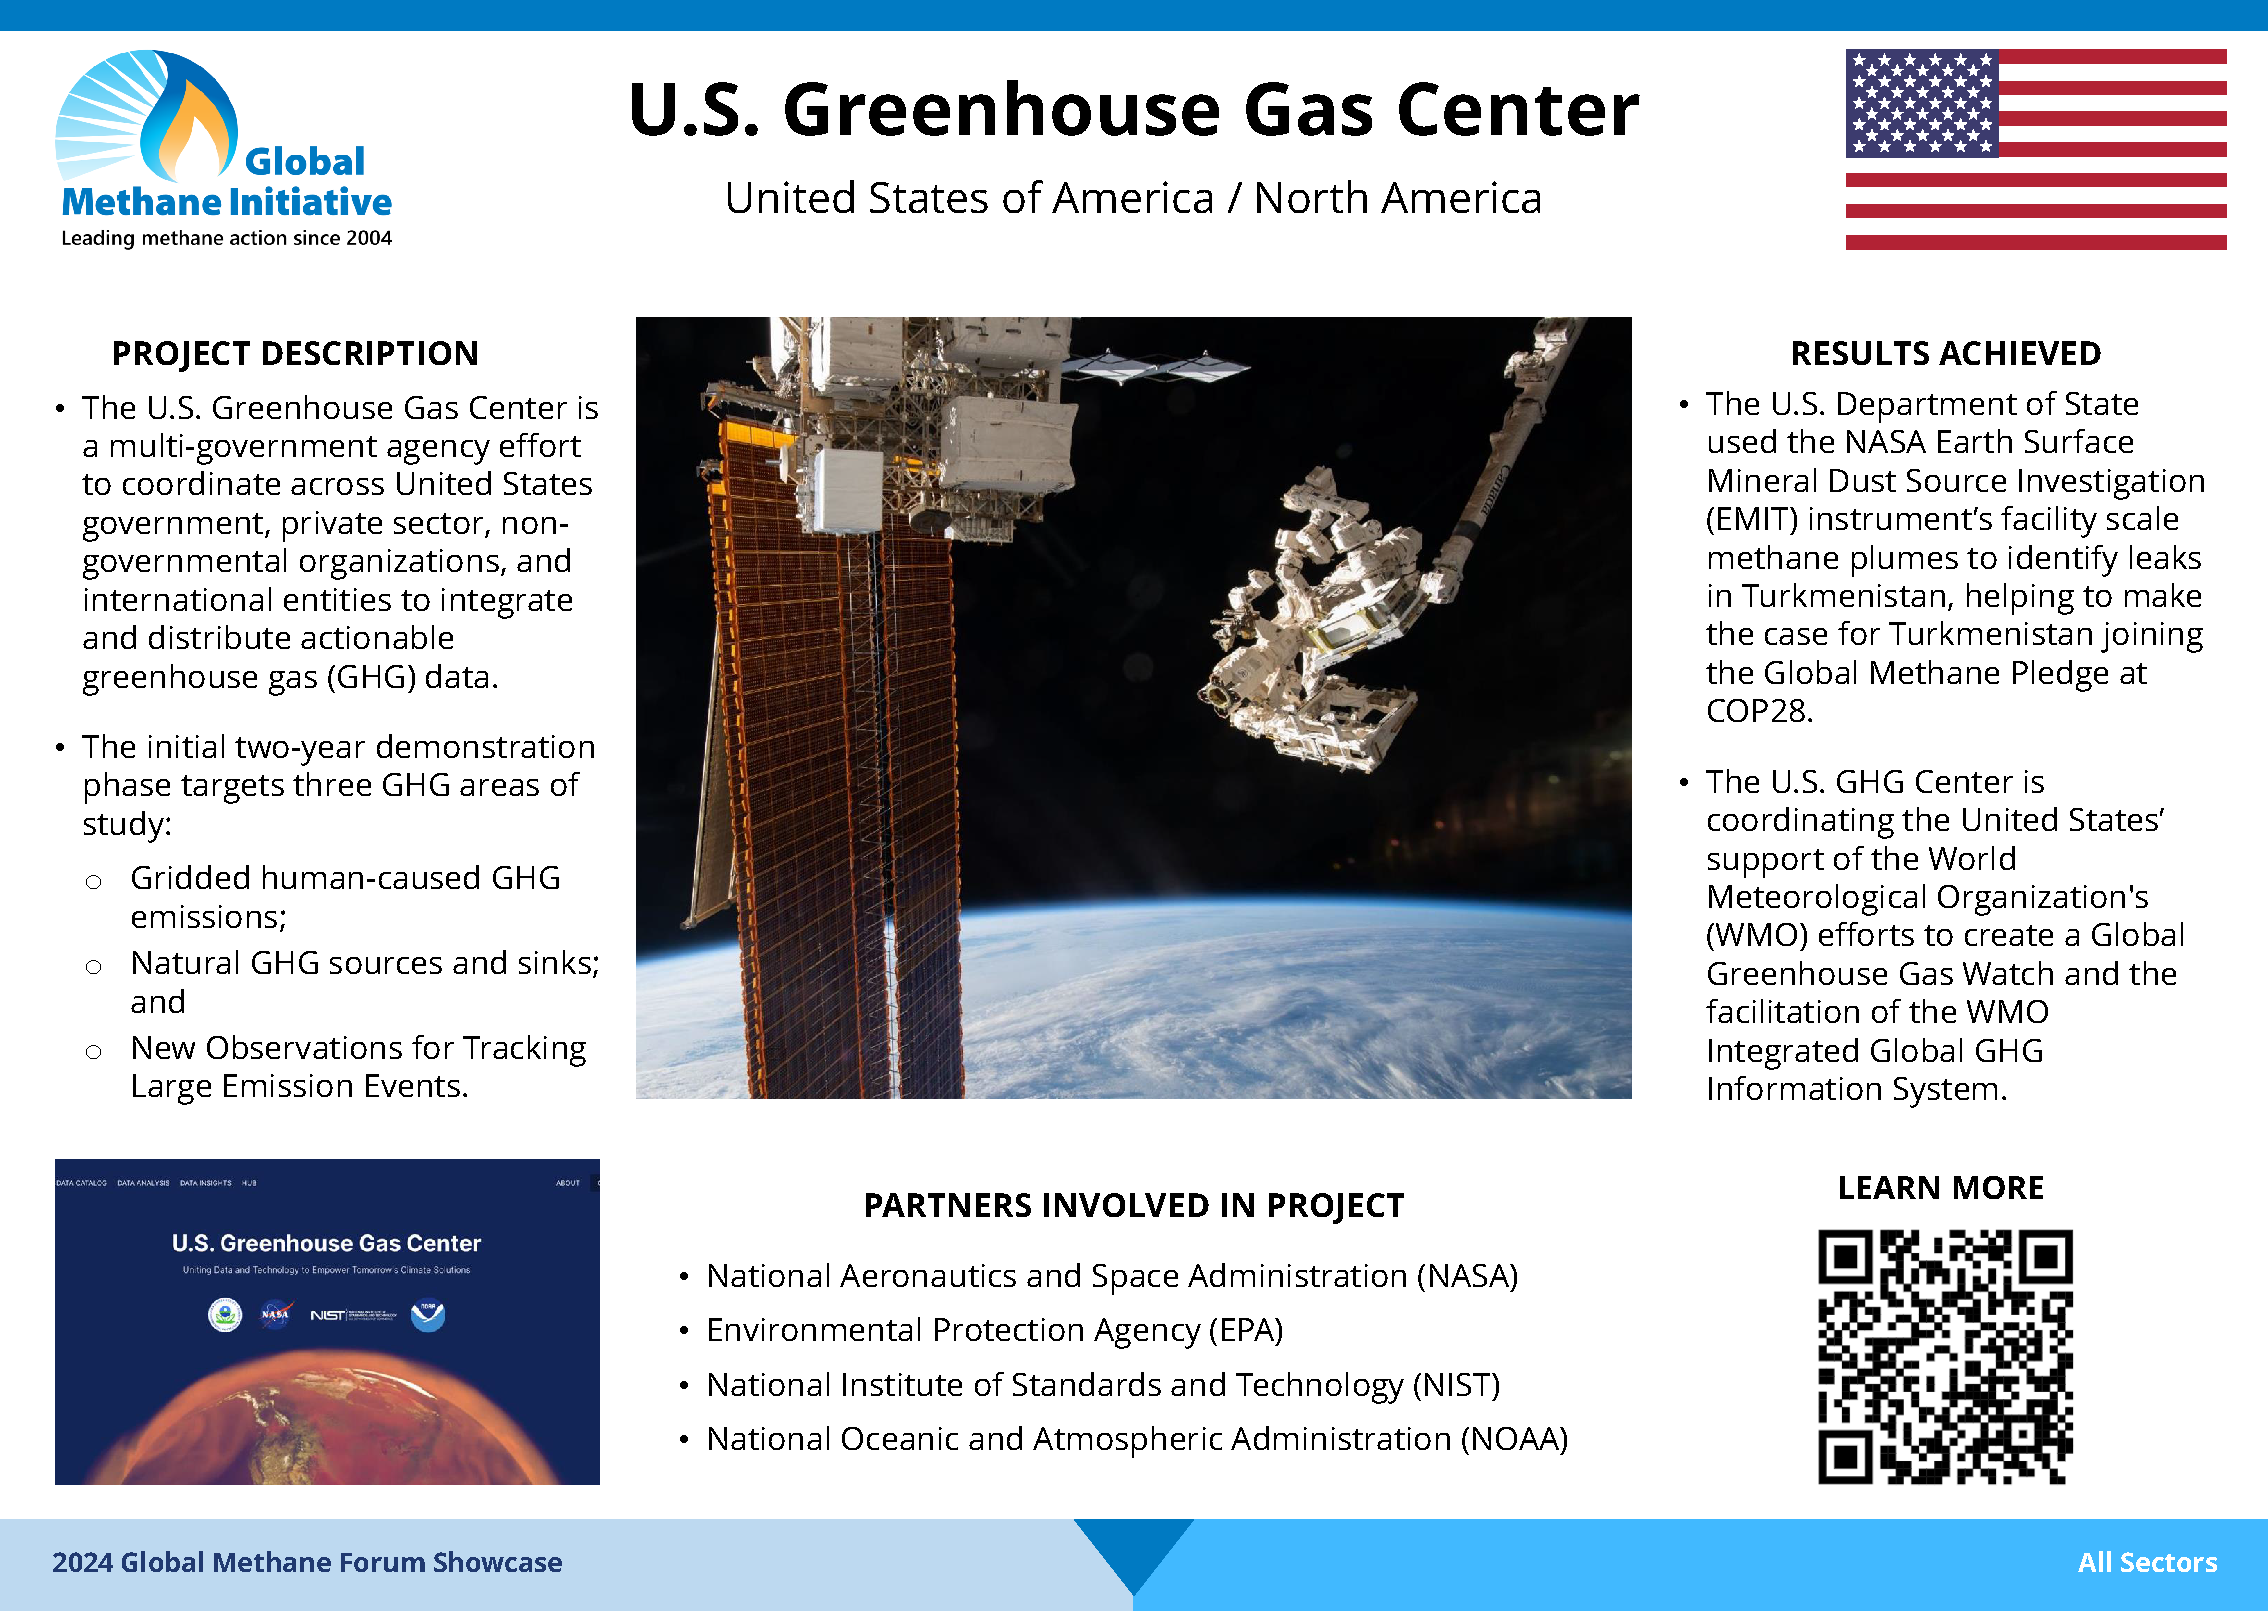 Global
Methane Initiative
Leading methane action since 2004
U.S. Greenhouse Gas Center
United States of America / North America
PROJECT DESCRIPTION
• The U.S. Greenhouse Gas Center is
a multi-government agency effort
to coordinate across United States
government, private sector, non-
governmental organizations, and
international entities to integrate
and distribute actionable
greenhouse gas (GHG) data.
• The initial two-year demonstration
phase targets three GHG areas of
study:
o Gridded human-caused GHG
emissions;
o Natural GHG sources and sinks;
and
o New Observations for Tracking
Large Emission Events.
Canada
RESULTS ACHIEVED
• The U.S. Department of State
used the NASA Earth Surface
Mineral Dust Source Investigation
(EMIT) instrument’s facility scale
methane plumes to identify leaks
in Turkmenistan, helping to make
the case for Turkmenistan joining
the Global Methane Pledge at
COP28.
• The U.S. GHG Center is
coordinating the United States’
support of the World
Meteorological Organization's
(WMO) efforts to create a Global
Greenhouse Gas Watch and the
facilitation of the WMO
Integrated Global GHG
Information System.
DATA CATALOG DATA ANALYSIS DATA INSIGHTS HUB ABOUT
U.S. Greenhouse Gas Center
Uniting Data and Technology to Empower Tomorrow's Climate Solutions
NASA NIST NOAA
PARTNERS INVOLVED IN PROJECT
• National Aeronautics and Space Administration (NASA)
• Environmental Protection Agency (EPA)
• National Institute of Standards and Technology (NIST)
• National Oceanic and Atmospheric Administration (NOAA)
LEARN MORE
2024 Global Methane Forum Showcase
All Sectors